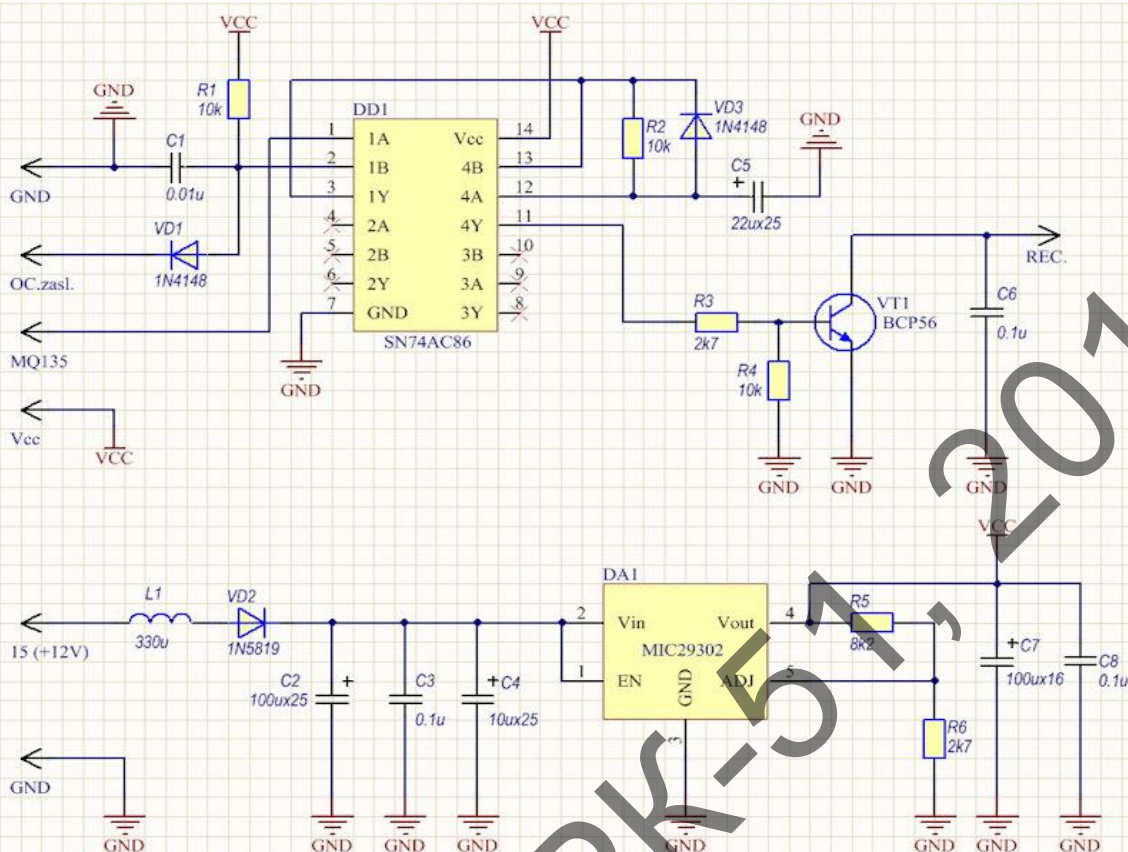 VCC
VCC
GND
R1
10k
DD1
VD3
1N4148
GND
R2
10k
C1
0.01u
GND
1 1A Vcc 14
2 1B 4B 13
3 1Y 4A 12
4 2A 4Y 11
5 2B 3B 10
6 2Y 3A 9
7 GND 3Y 8
SN74AC86
C5
+
22ux25
VD1
1N4148
OC.zasl.
MQ135
GND
REC.
R3
2k7
VT1
BCP56
C6
0.1u
R4
10k
Vcc
VCC
GND
GND
GND
VCC
DA1
L1
330u
VD2
1N5819
15 (+12V)
2 Vin Vout 4
MIC29302
1 EN GND ADJ 5
3
R5
8k2
C2
100ux25
+
C3
0.1u
+
C4
10ux25
+
C7
100ux16
C8
0.1u
R6
2k7
GND
GND
GND
GND
GND
GND
GND
GND
GND
РК-51, 201